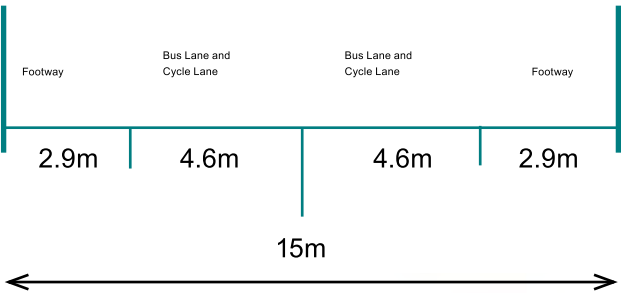 Footway
Bus Lane and
Cycle Lane
Bus Lane and
Cycle Lane
Footway
2.9m
4.6m
4.6m
2.9m
15m